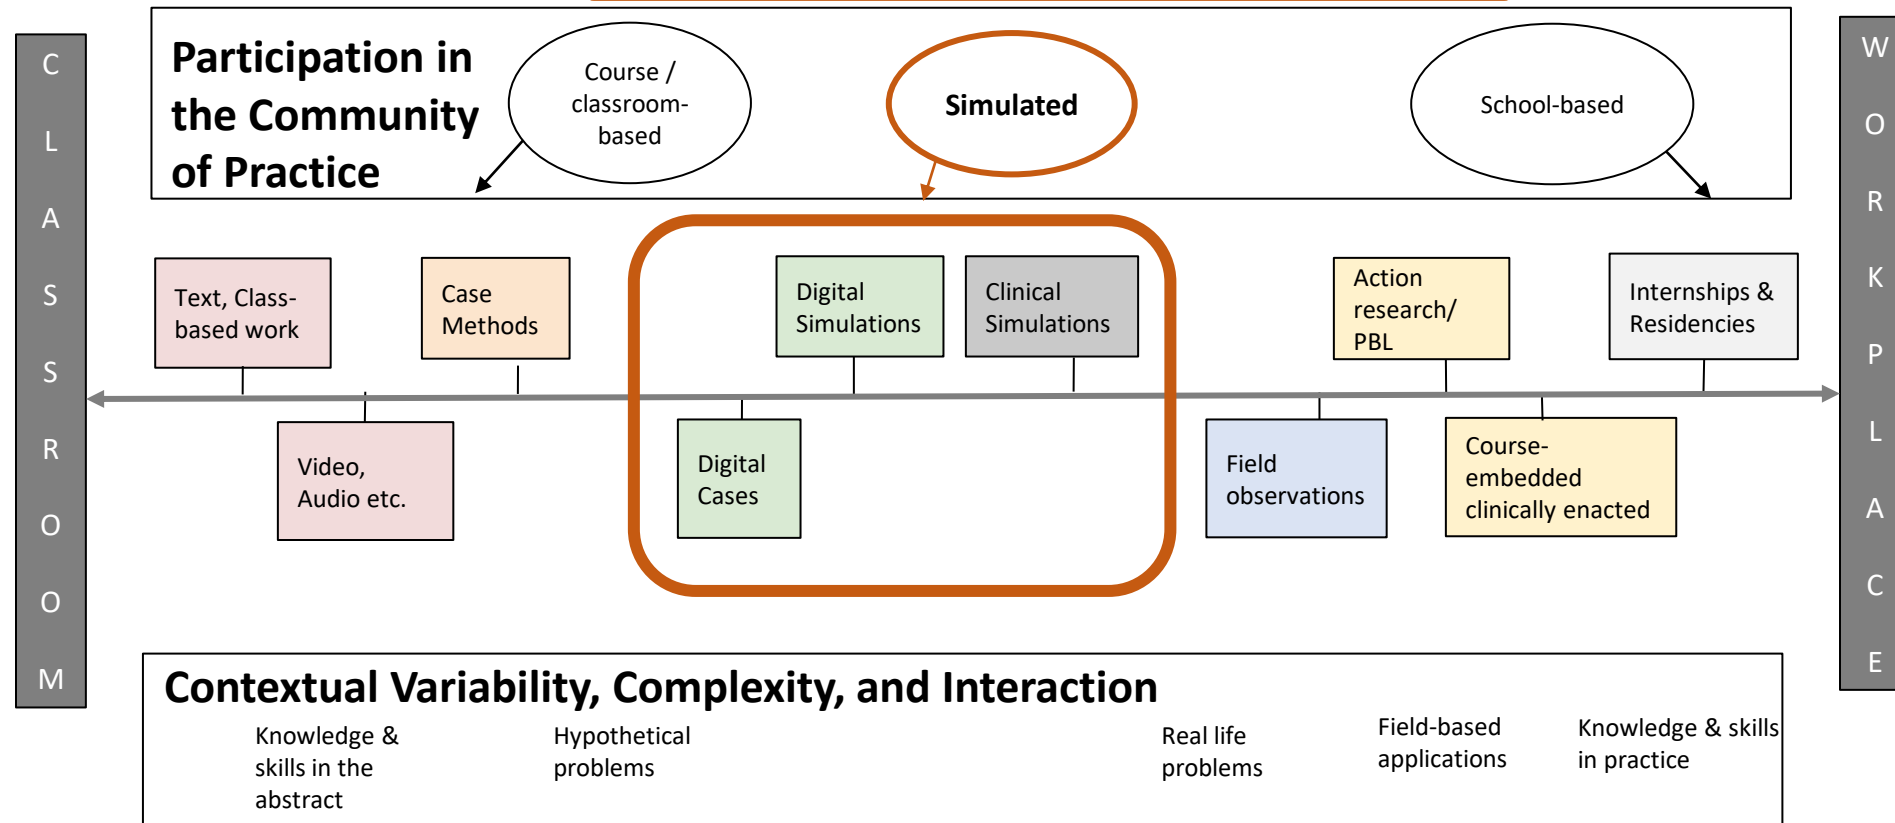 CLASSROOM
Participation in
the Community
of Practice
Course /
classroom-
based
Simulated
School-based
WORKPLACE
Text, Class-
based work
Case
Methods
Digital
Simulations
Clinical
Simulations
Action
research/
PBL
Internships &
Residencies
Video,
Audio etc.
Digital
Cases
Field
observations
Course-
embedded
clinically enacted
Contextual Variability, Complexity, and Interaction
Knowledge &
skills in the
abstract
Hypothetical
problems
Real life
problems
Field-based
applications
Knowledge & skills
in practice